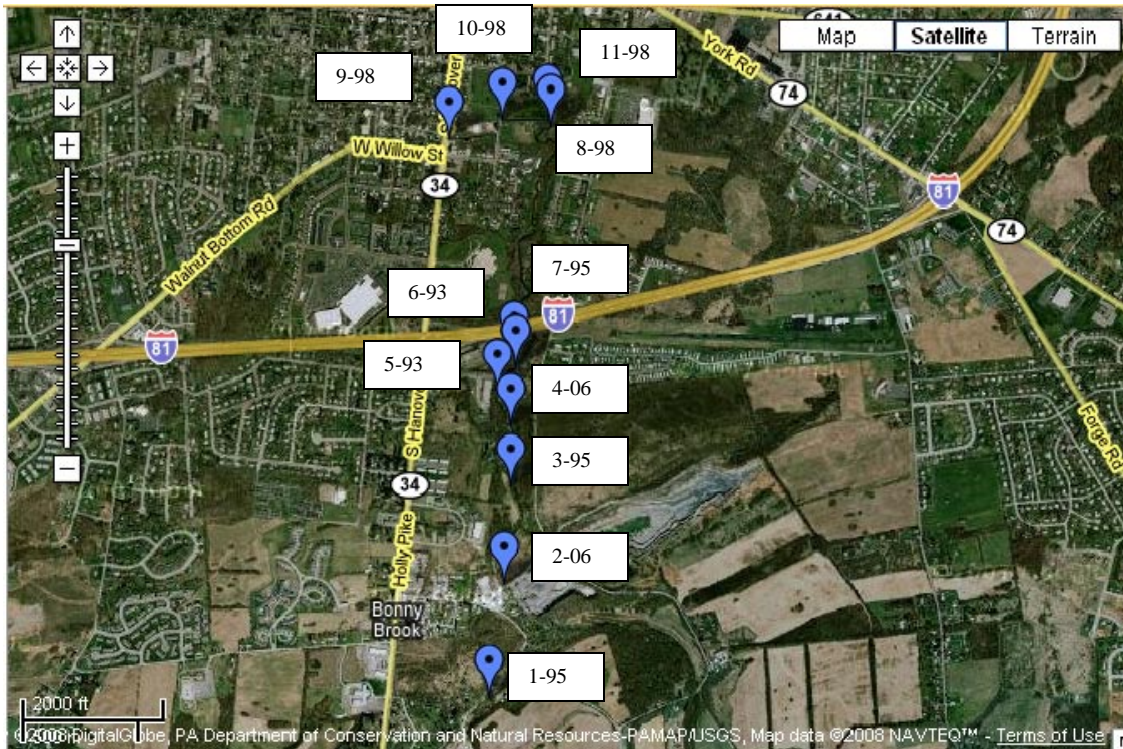 10-98
641
Map
Satellite
Terrain
11-98
9-98
York Rd
74
8-98
W Willow St
34
81
74
Walnut Bottom Rd
7-95
6-93
81
81
5-93
4-06
S Hanov
3-95
Forge Rd
34
Holly Pike
2-06
Bonny
Brook
1-95
2000 ft
©2008 DigitalGlobe, PA Department of Conservation and Natural Resources-PAMAP/USGS, Map data ©2008 NAVTEQ™ - Terms of Use